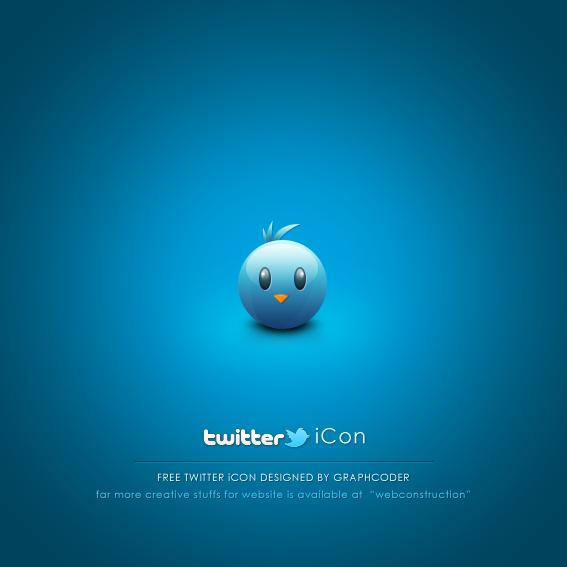 twitter iCon
FREE TWITTER iCON DESIGNED BY GRAPHCODER
far more creative stuffs for website is available at "webconstruction"